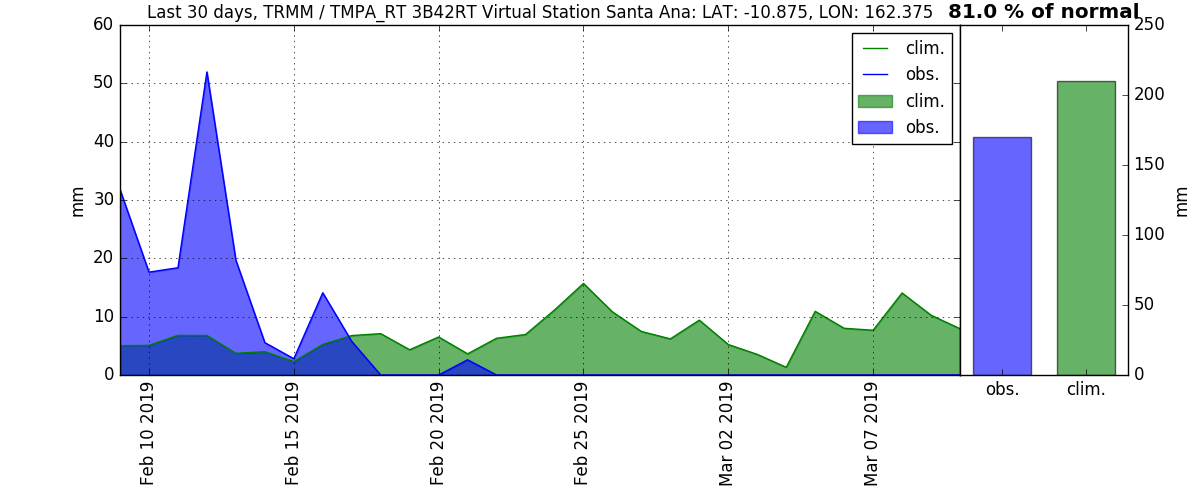 Last 30 days, TRMM / TMPA_RT 3B42RT Virtual Station Santa Ana: LAT: -10.875, LON: 162.375 81.0 % of normal
clim.
obs.
clim.
obs.
mm
60
50
40
30
20
10
0
Feb 10 2019
Feb 15 2019
Feb 20 2019
Feb 25 2019
Mar 02 2019
Mar 07 2019
250
200
150
100
50
0
mm
obs. clim.